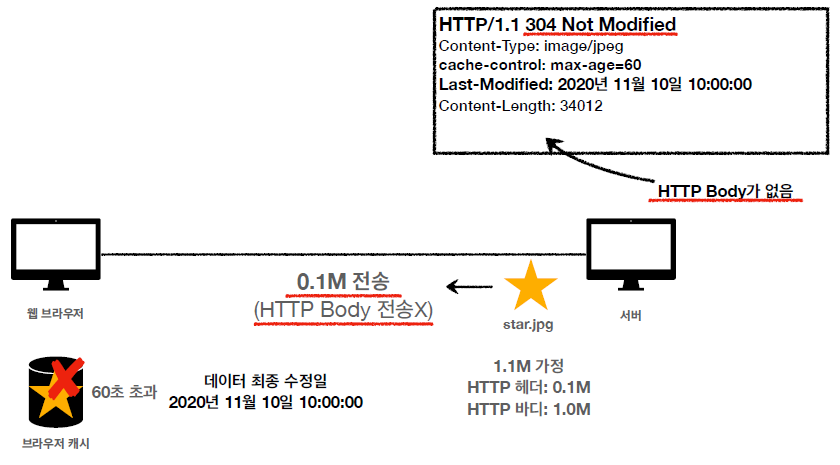 HTTP/1.1 304 Not Modified
Content-Type: image/jpeg
cache-control: max-age=60
Last-Modified: 2020년 11월 10일 10:00:00
Content-Length: 34012
HTTP Body가 없음
0.1M 전송
(HTTP Body 전송X)
star.jpg
웹 브라우저
서버
1.1M 가정
HTTP 헤더: 0.1M
HTTP 바디: 1.0M
60초 초과
데이터 최종 수정일
2020년 11월 10일 10:00:00
브라우저 캐시